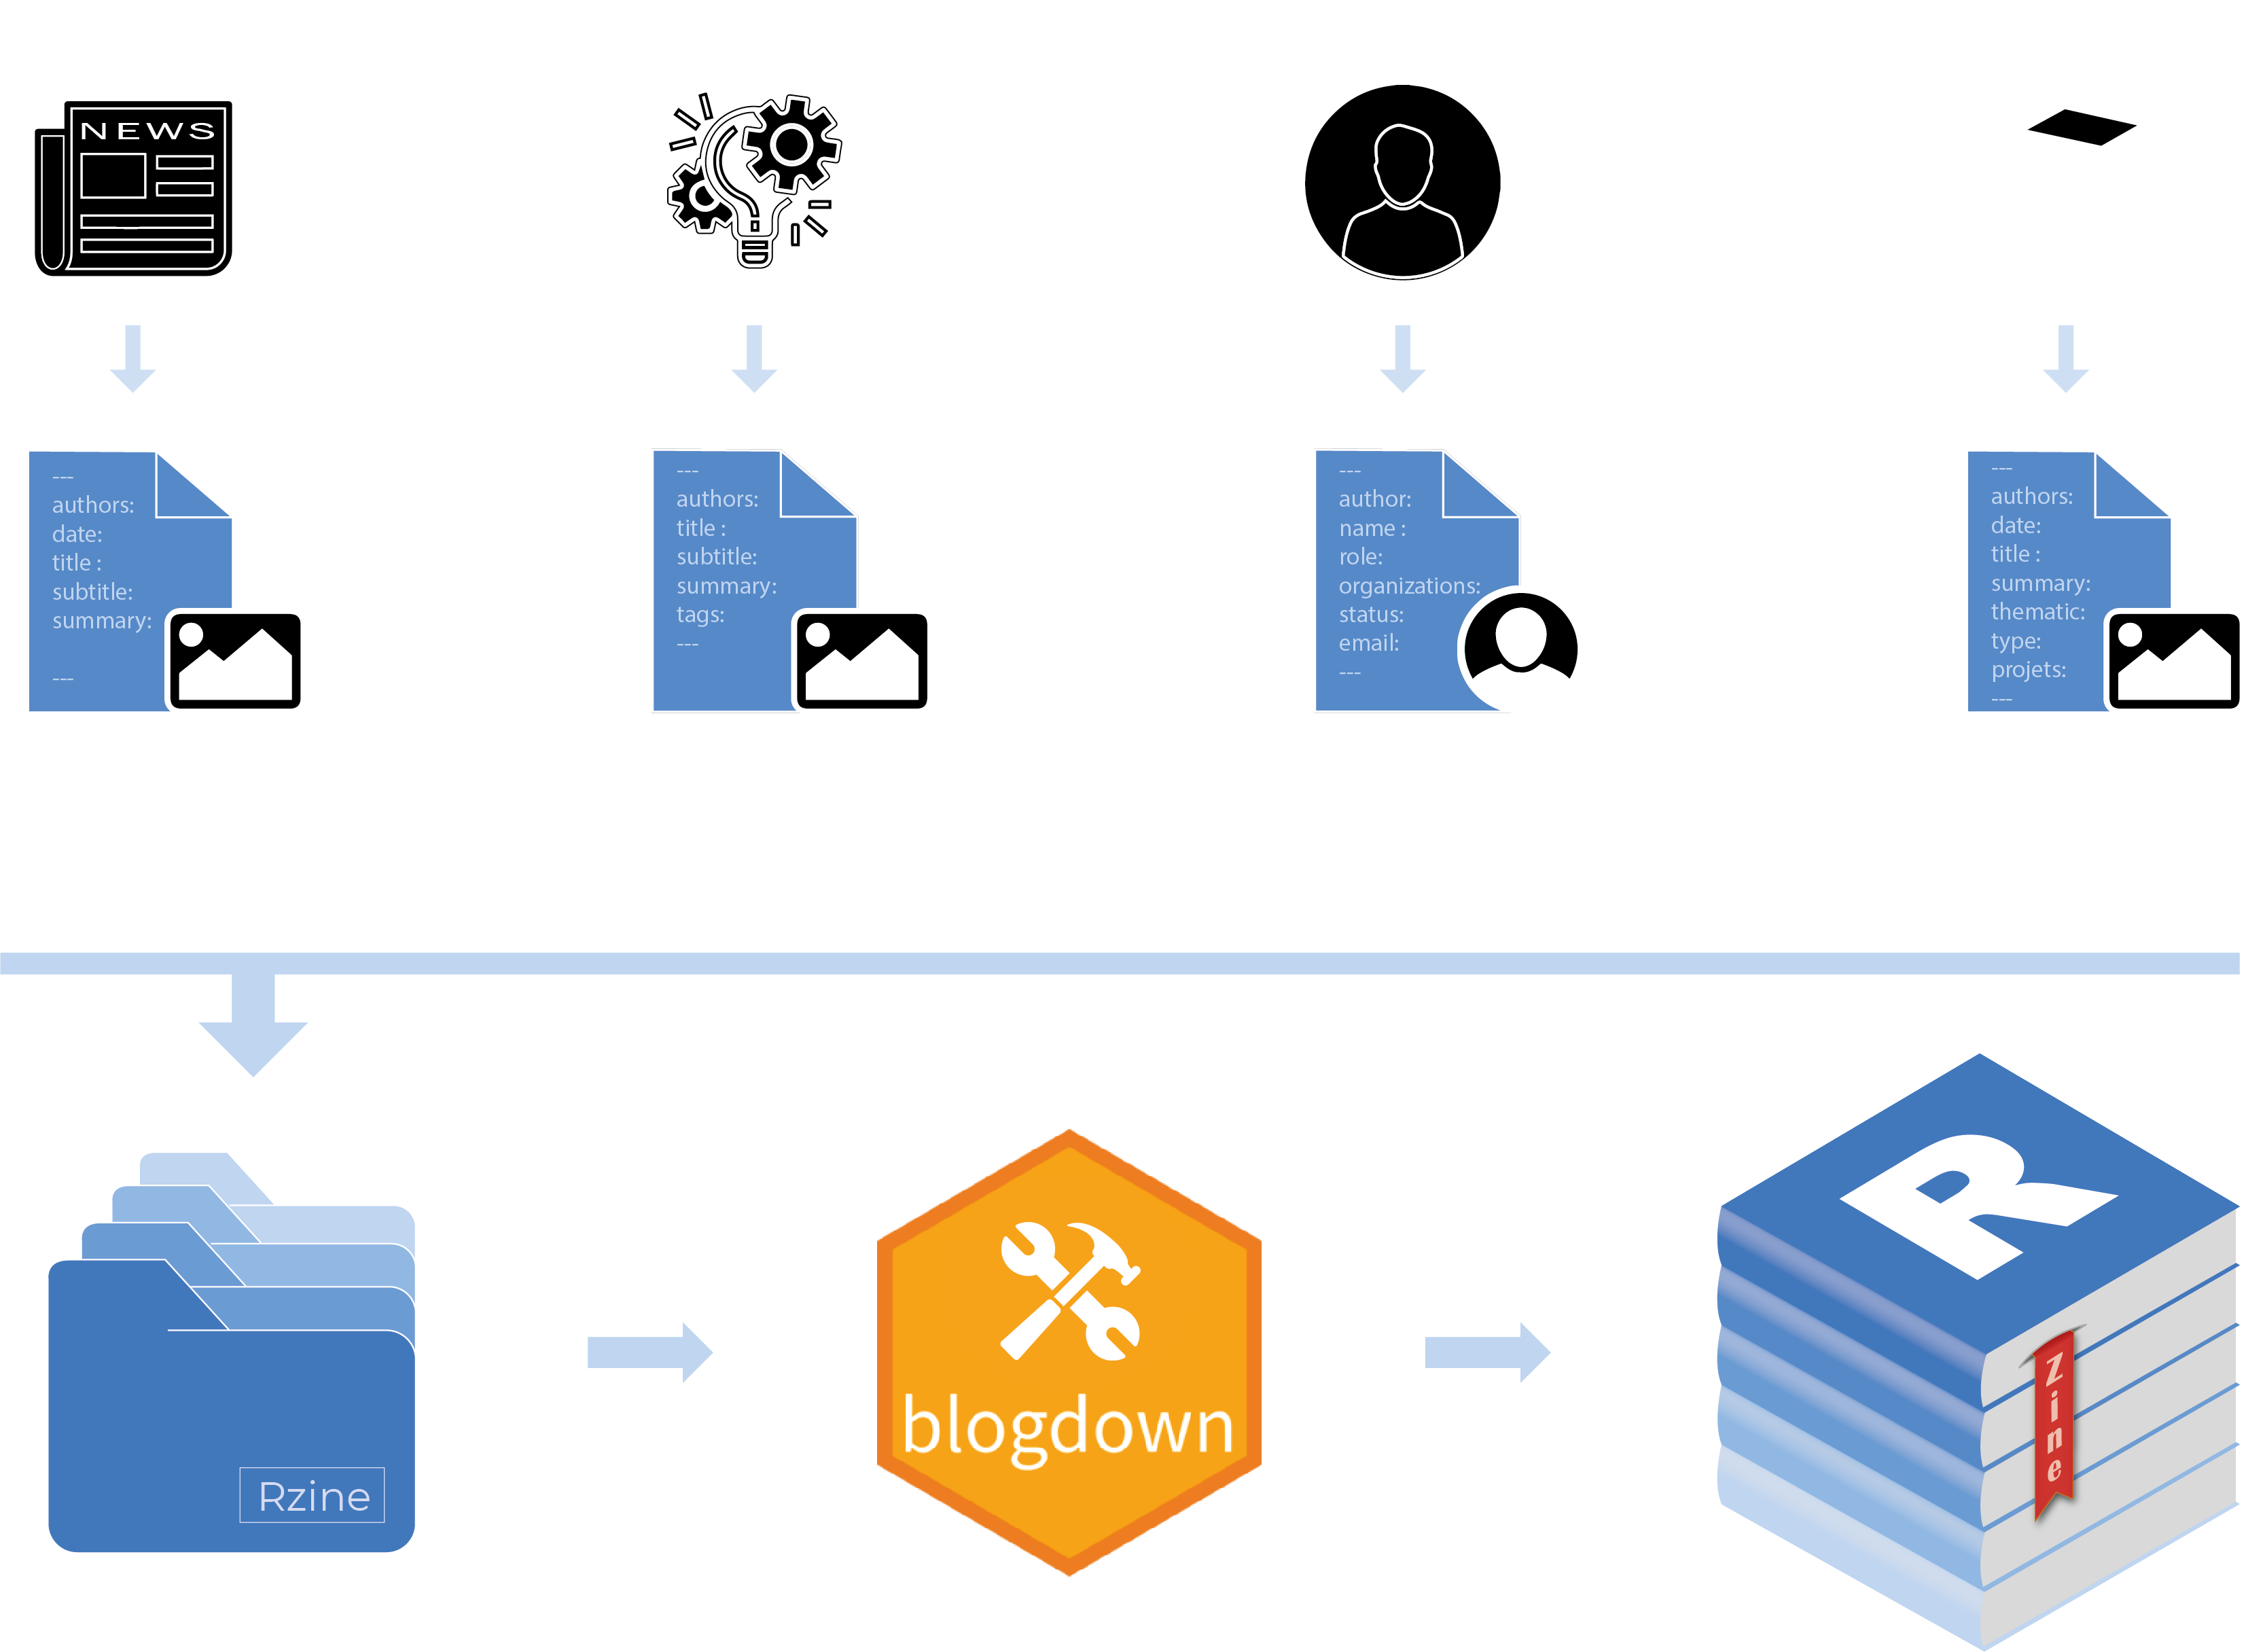 NEWS
---
authors:
date:
title :
subtitle:
summary:
---
---
authors:
title :
subtitle:
summary:
tags:
---
---
author:
name :
role:
organizations:
status:
email:
---
---
authors:
date:
title :
summary:
thematic:
type:
projets:
---
Rzine
blogdown
R
Zine